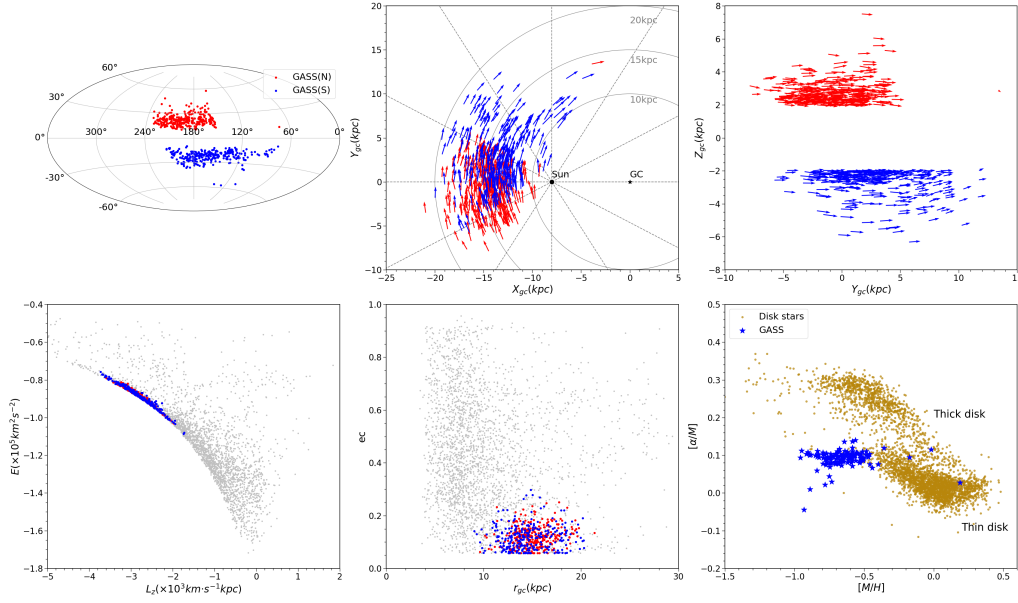 60°
30°
0°
-30°
-60°
300° 240° 180° 120° 60° 0°
GASS(N)
GASS(S)
20
15
10
5
0
−5
−10
−25 −20 −15 −10 −5 0 5
Y_gc(kpc)
X_gc(kpc)
20kpc
15kpc
10kpc
Sun
GC
8
6
4
2
0
−2
−4
−6
−8
−10 −5 0 5 10 1
Z_gc(kpc)
Y_gc(kpc)
−0.4
−0.6
−0.8
−1.0
−1.2
−1.4
−1.6
−1.8
−5 −4 −3 −2 −1 0 1 2
E(×10⁵km²s⁻²)
L_z(×10³km·s⁻¹kpc)
1.0
0.8
0.6
0.4
0.2
0.0
0 10 20 30
ec
r_gc(kpc)
0.5
0.4
0.3
0.2
0.1
0.0
−0.1
−0.2
−1.5 −1.0 −0.5 0.0 0.5
[α/M]
[M/H]
Disk stars
GASS
Thick disk
Thin disk